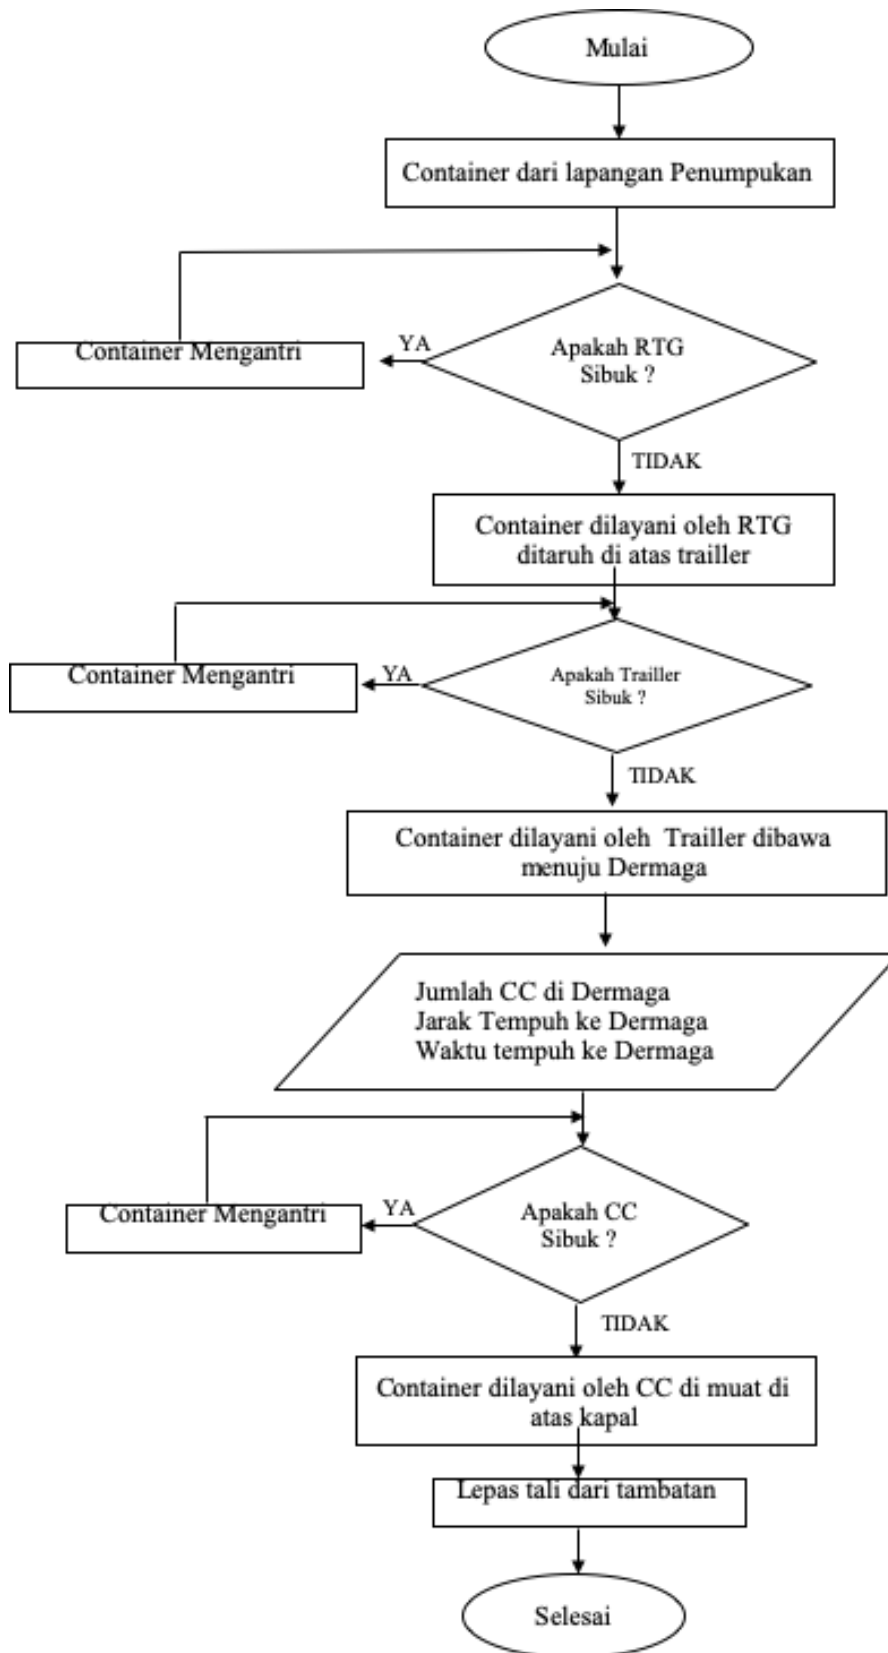 Mulai
Container dari lapangan Penumpukan
Apakah RTG
Sibuk ?
YA
Container Mengantri
TIDAK
Container dilayani oleh RTG
ditaruh di atas trailler
Apakah Trailler
Sibuk ?
YA
Container Mengantri
TIDAK
Container dilayani oleh Trailler dibawa
menuju Dermaga
Jumlah CC di Dermaga
Jarak Tempuh ke Dermaga
Waktu tempuh ke Dermaga
Apakah CC
Sibuk ?
YA
Container Mengantri
TIDAK
Container dilayani oleh CC di muat di
atas kapal
Lepas tali dari tambatan
Selesai